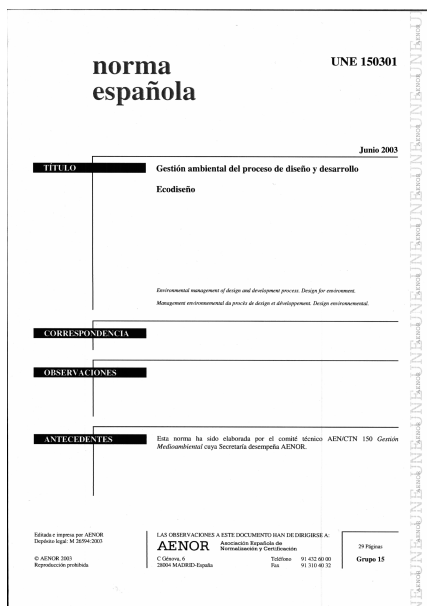 norma
española
UNE 150301
Junio 2003
TÍTULO
Gestión ambiental del proceso de diseño y desarrollo
Ecodiseño
Environmental management of design and development process. Design for environment.
Management environnemental du procès de design et développement. Design environnemental.
CORRESPONDENCIA
OBSERVACIONES
ANTECEDENTES
Esta norma ha sido elaborada por el comité técnico AEN/CTN 150 Gestión
Medioambiental cuya Secretaría desempeña AENOR.
Editada e impresa por AENOR
Depósito legal: M 26594:2003
© AENOR 2003
Reproducción prohibida
LAS OBSERVACIONES A ESTE DOCUMENTO HAN DE DIRIGIRSE A:
AENOR Asociación Española de
Normalización y Certificación
C Génova, 6 Teléfono 91 432 60 00
28004 MADRID-España Fax 91 310 40 32
29 Páginas
Grupo 15